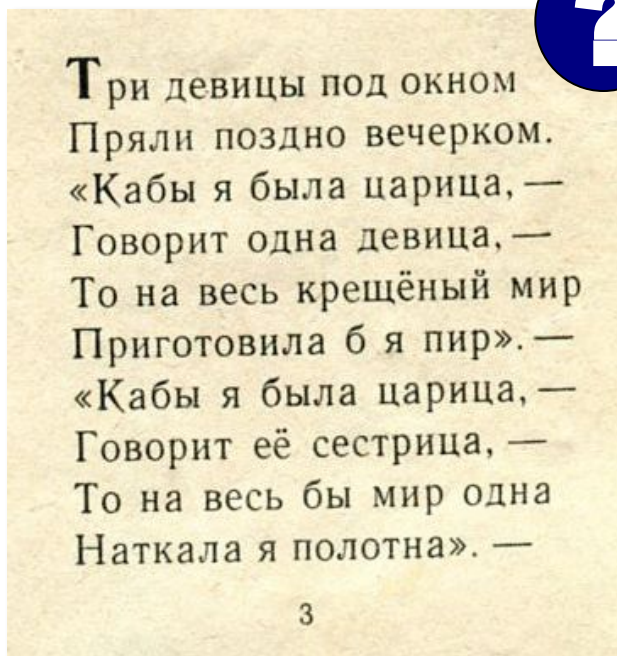 Три девицы под окном
Пряли поздно вечерком.
«Кабы я была царица, —
Говорит одна девица, —
То на весь крещёный мир
Приготовила б я пир». —
«Кабы я была царица, —
Говорит её сестрица, —
То на весь бы мир одна
Наткала я полотна». —
3